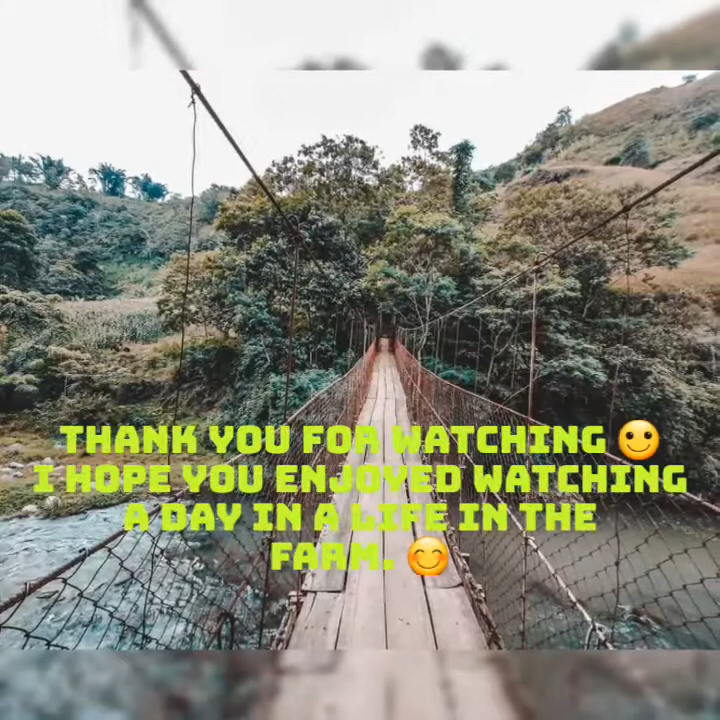 THANK YOU FOR WATCHING 🙂
I HOPE YOU ENJOYED WATCHING
A DAY IN A LIFE IN THE
FARM. 😊